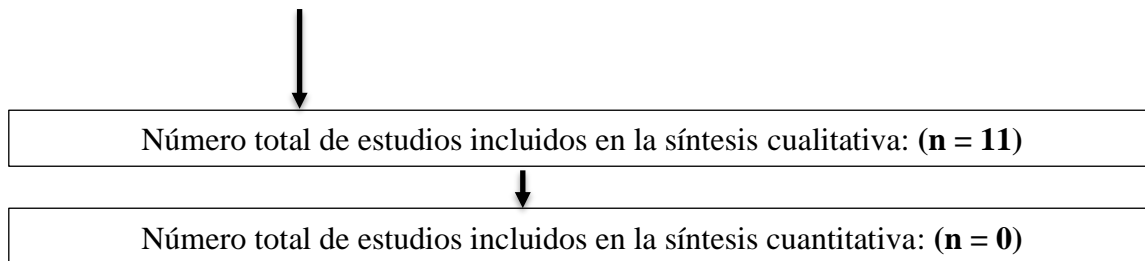 Número total de estudios incluidos en la síntesis cualitativa: (n = 11)
Número total de estudios incluidos en la síntesis cuantitativa: (n = 0)